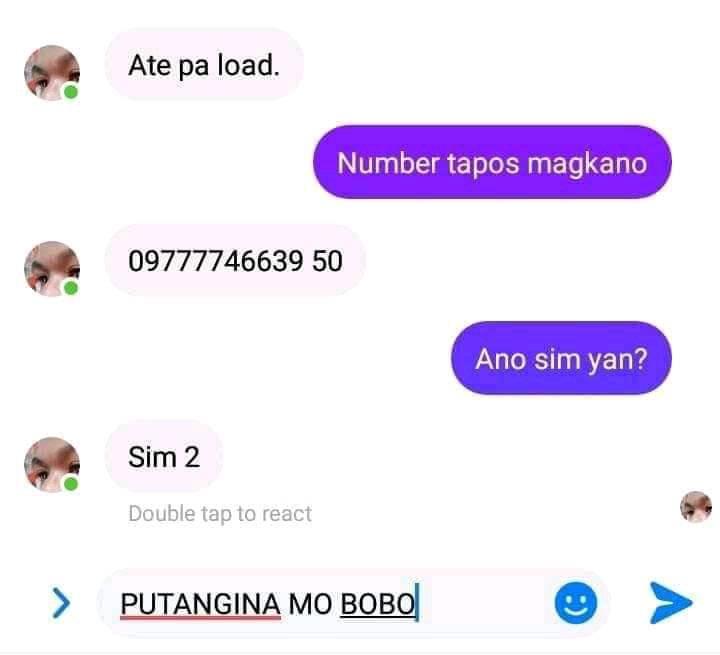 Ate pa load.
Number tapos magkano
09777746639 50
Ano sim yan?
Sim 2
Double tap to react
PUTANGINA MO BOBO